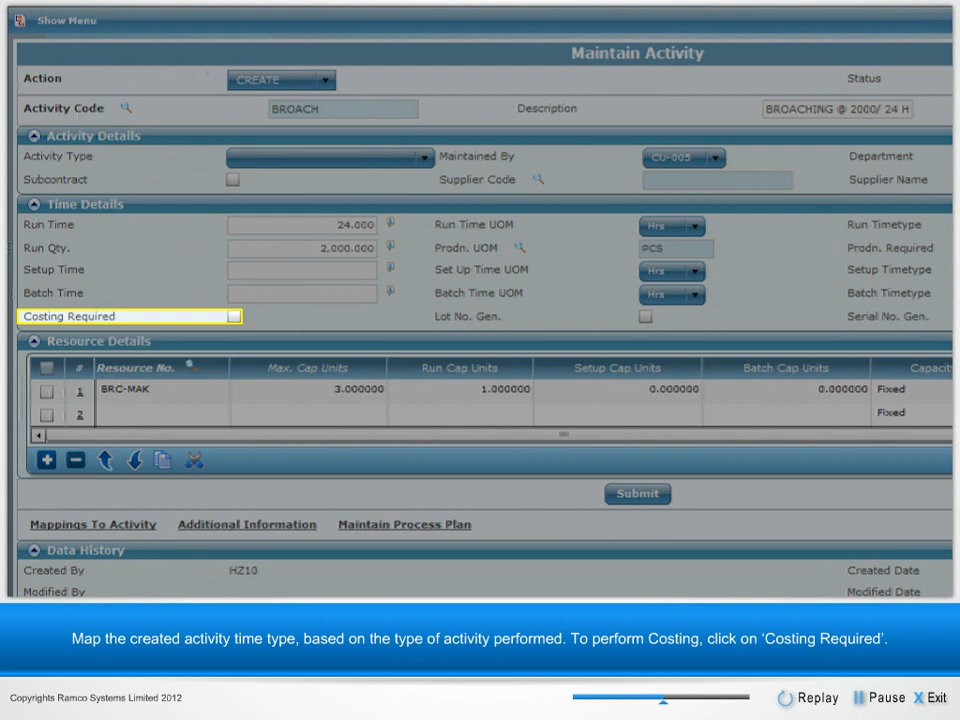 Show Menu
Maintain Activity
Action CREATE Status
Activity Code BROACH Description BROACHING @ 2000/ 24 H
Activity Details
Activity Type Maintained By CU-005 Department
Subcontract Supplier Code Supplier Name
Time Details
Run Time 24.000 Run Time UOM Hrs Run Timetype
Run Qty. 2,000.000 Prodn. UOM PCS Prodn. Required
Setup Time Set Up Time UOM Hrs Setup Timetype
Batch Time Batch Time UOM Hrs Batch Timetype
Costing Required Lot No. Gen. Serial No. Gen.
Resource Details
# Resource No. Max. Cap Units Run Cap Units Setup Cap Units Batch Cap Units Capacit
1 BRC-MAK 3.000000 1.000000 0.000000 0.000000 Fixed
2 Fixed
Submit
Mappings To Activity Additional Information Maintain Process Plan
Data History
Created By HZ10 Created Date
Modified By Modified Date
Map the created activity time type, based on the type of activity performed. To perform Costing, click on ‘Costing Required’.
Copyrights Ramco Systems Limited 2012 Replay Pause X Exit